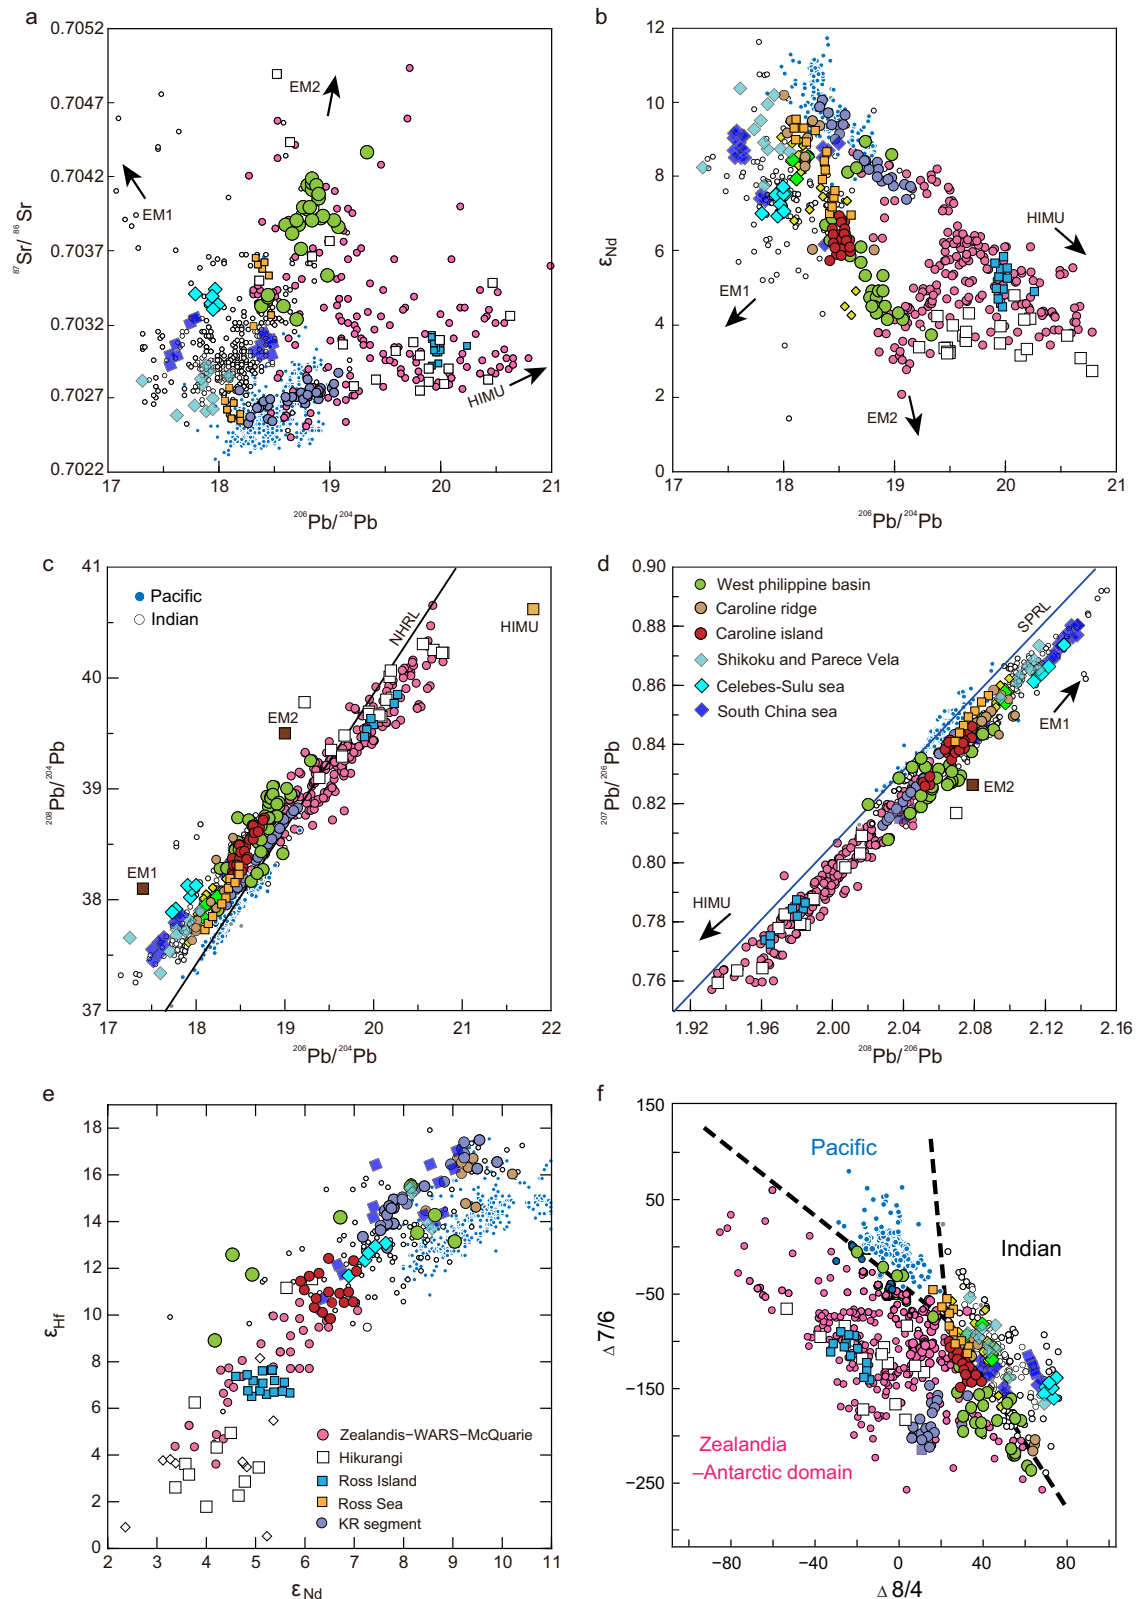 a
0.7052
0.7047
0.7042
0.7037
0.7032
0.7027
0.7022
87Sr/ 86Sr
EM2
EM1
HIMU
17 18 19 20 21
206Pb/204Pb
b
12
10
8
6
4
2
0
εNd
HIMU
EM1
EM2
17 18 19 20 21
206Pb/204Pb
c
41
40
39
38
37
208Pb/204Pb
Pacific
Indian
NHRL
HIMU
EM2
EM1
17 18 19 20 21 22
206Pb/204Pb
d
0.90
0.88
0.86
0.84
0.82
0.80
0.78
0.76
207Pb/206Pb
West philippine basin
Caroline ridge
Caroline island
Shikoku and Parece Vela
Celebes-Sulu sea
South China sea
SPRL
EM1
EM2
HIMU
1.92 1.96 2.00 2.04 2.08 2.12 2.16
208Pb/206Pb
e
18
16
14
12
10
8
6
4
2
0
εHf
Zealandis−WARS−McQuarie
Hikurangi
Ross Island
Ross Sea
KR segment
2 3 4 5 6 7 8 9 10 11
εNd
f
150
50
−50
−150
−250
Δ 7/6
Pacific
Indian
Zealandia
–Antarctic domain
−80 −40 0 40 80
Δ 8/4